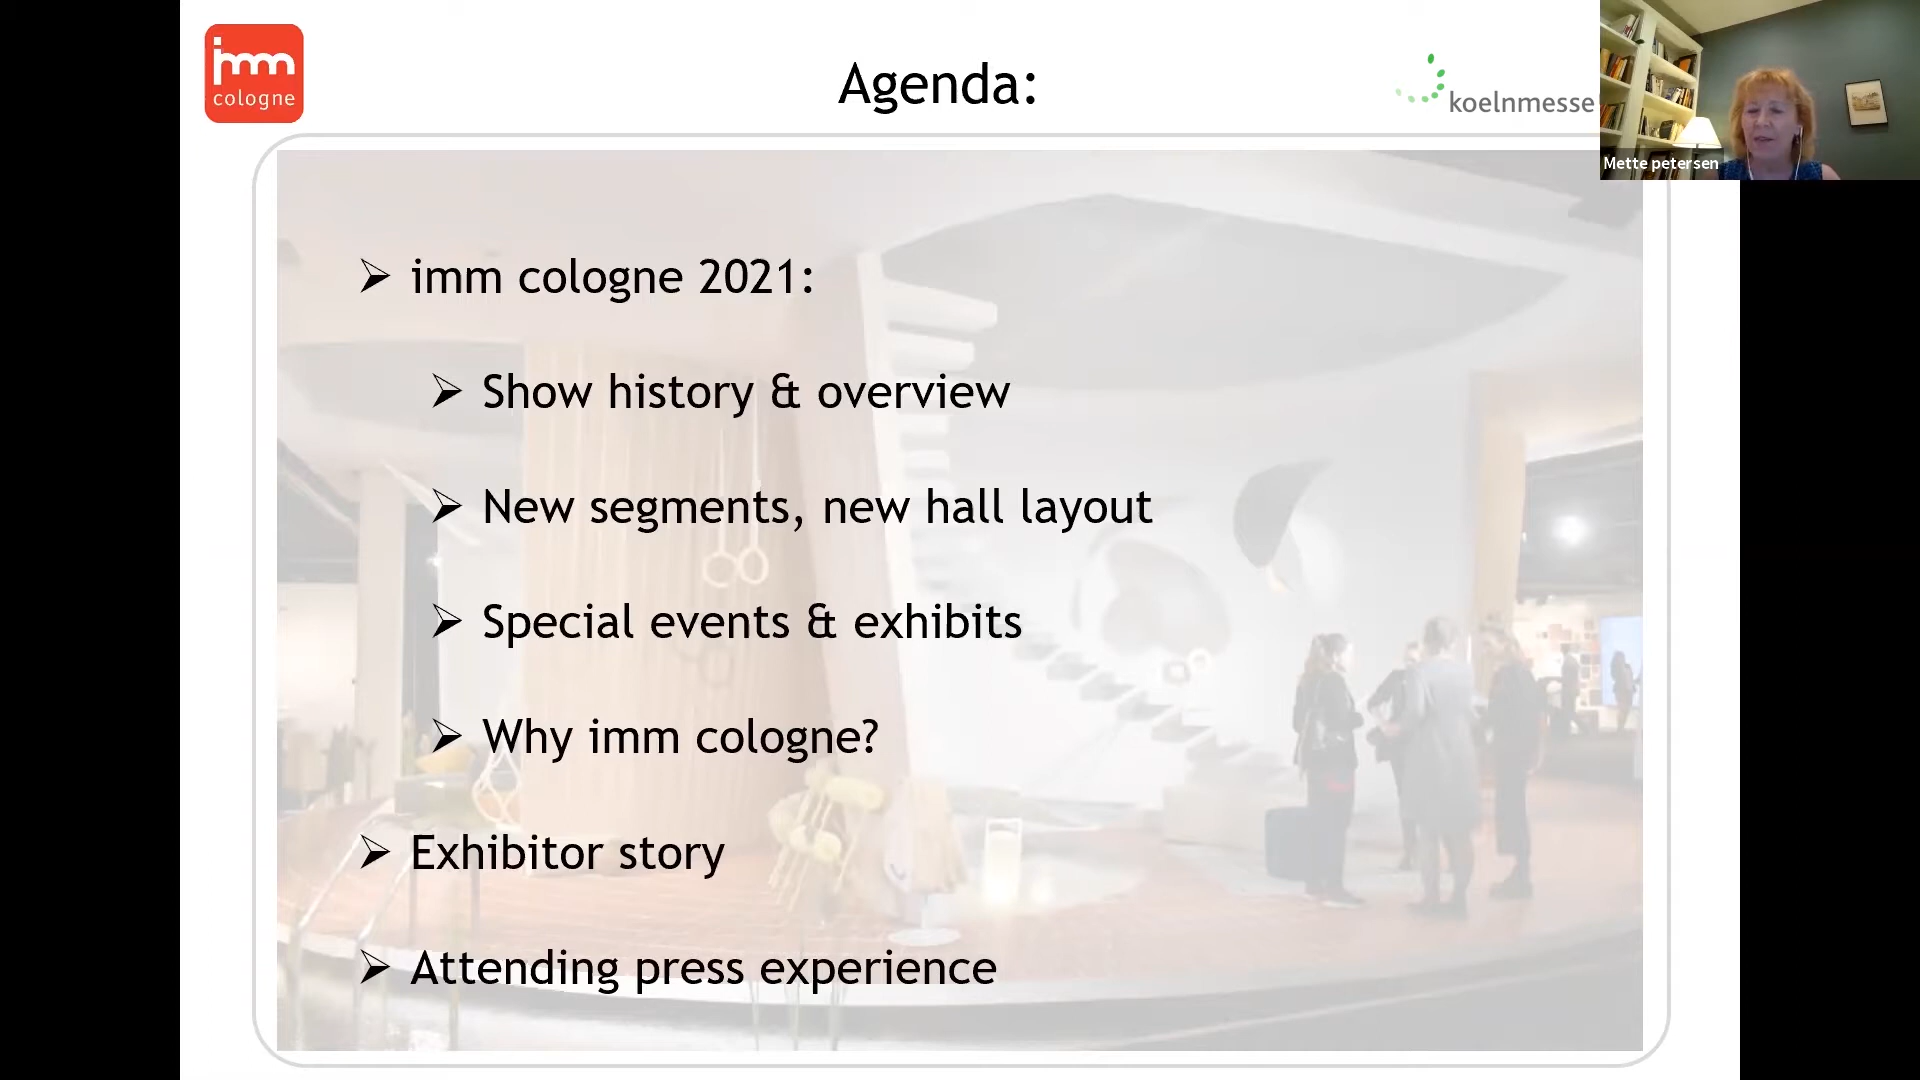 imm
cologne
Agenda:
koelnmesse
Mette petersen
➢ imm cologne 2021:
➢ Show history & overview
➢ New segments, new hall layout
➢ Special events & exhibits
➢ Why imm cologne?
➢ Exhibitor story
➢ Attending press experience